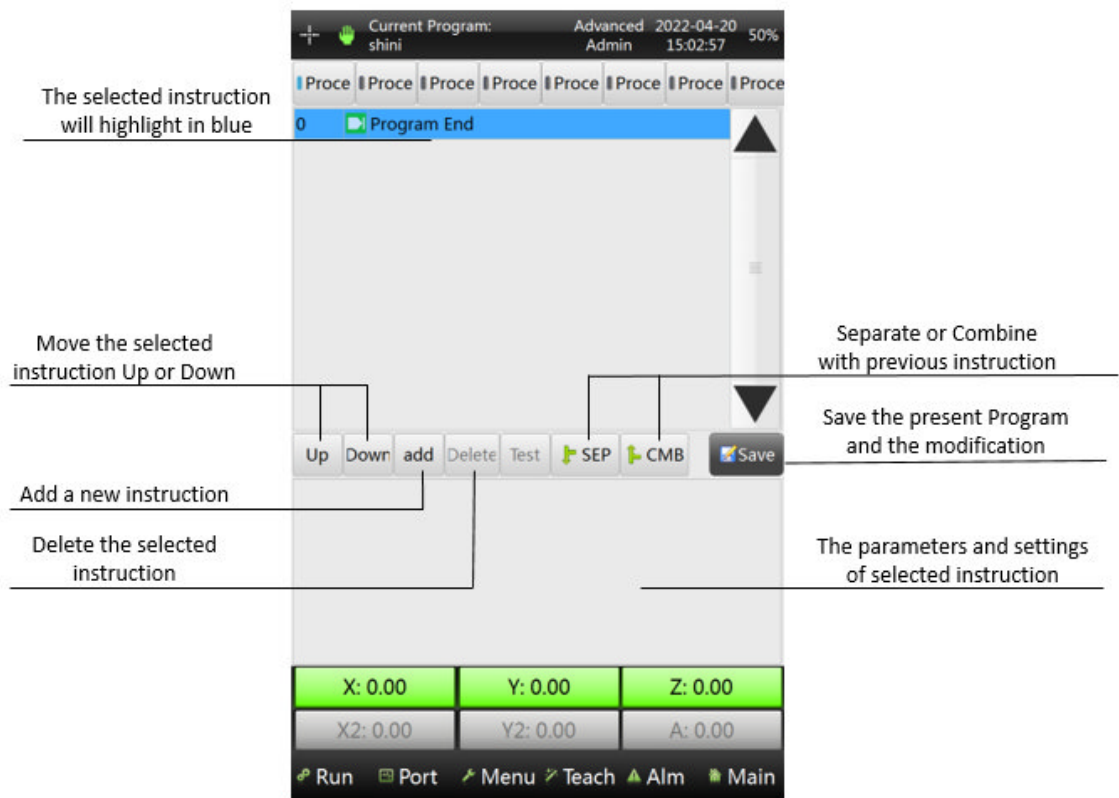 Current Program:
shini
Advanced
Admin
2022-04-20
15:02:57
50%
Proce Proce Proce Proce Proce Proce Proce Proce
The selected instruction
will highlight in blue
0 Program End
Move the selected
instruction Up or Down
Separate or Combine
with previous instruction
Save the present Program
and the modification
Up Down add Delete Test SEP CMB Save
Add a new instruction
Delete the selected
instruction
The parameters and settings
of selected instruction
X: 0.00 Y: 0.00 Z: 0.00
X2: 0.00 Y2: 0.00 A: 0.00
Run Port Menu Teach Alm Main